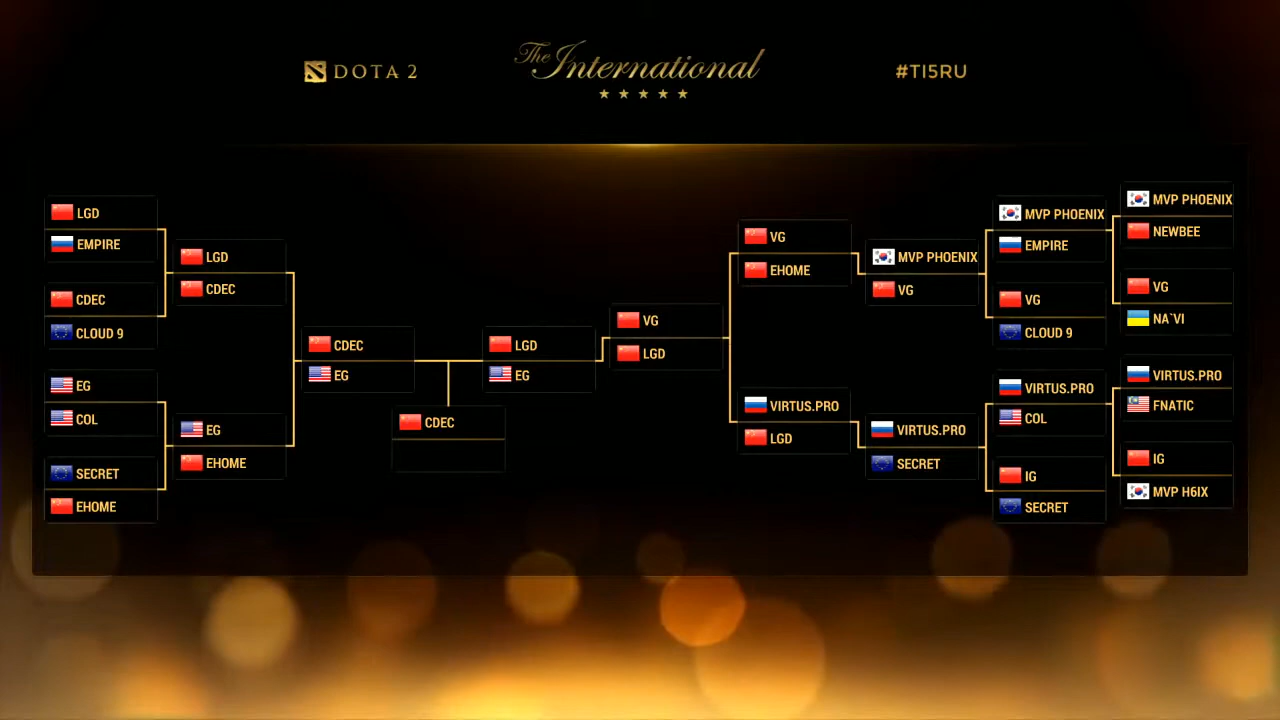 DOTA 2
The International
#TI5RU
LGD
EMPIRE
CDEC
CLOUD 9
EG
COL
SECRET
EHOME
LGD
CDEC
EG
EHOME
CDEC
EG
CDEC
LGD
EG
VG
LGD
VG
EHOME
VIRTUS.PRO
LGD
MVP PHOENIX
VG
VIRTUS.PRO
SECRET
MVP PHOENIX
EMPIRE
VG
CLOUD 9
VIRTUS.PRO
COL
IG
SECRET
MVP PHOENIX
NEWBEE
VG
NA`VI
VIRTUS.PRO
FNATIC
IG
MVP H6IX